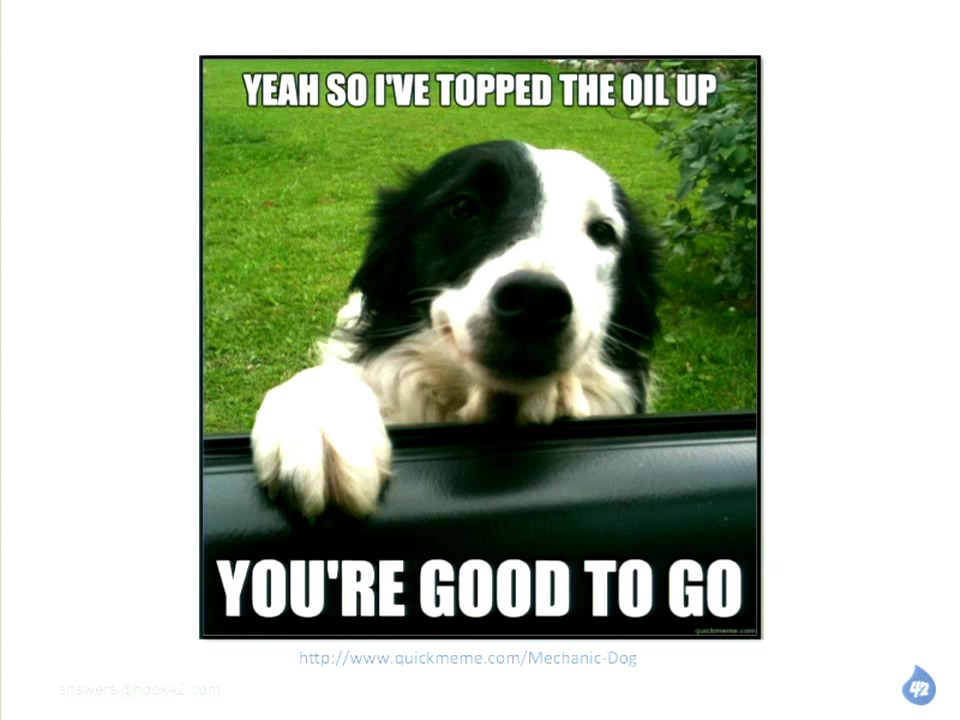 YEAH SO I'VE TOPPED THE OIL UP
YOU'RE GOOD TO GO
quickmeme.com
http://www.quickmeme.com/Mechanic-Dog
answers@hook42.com
42